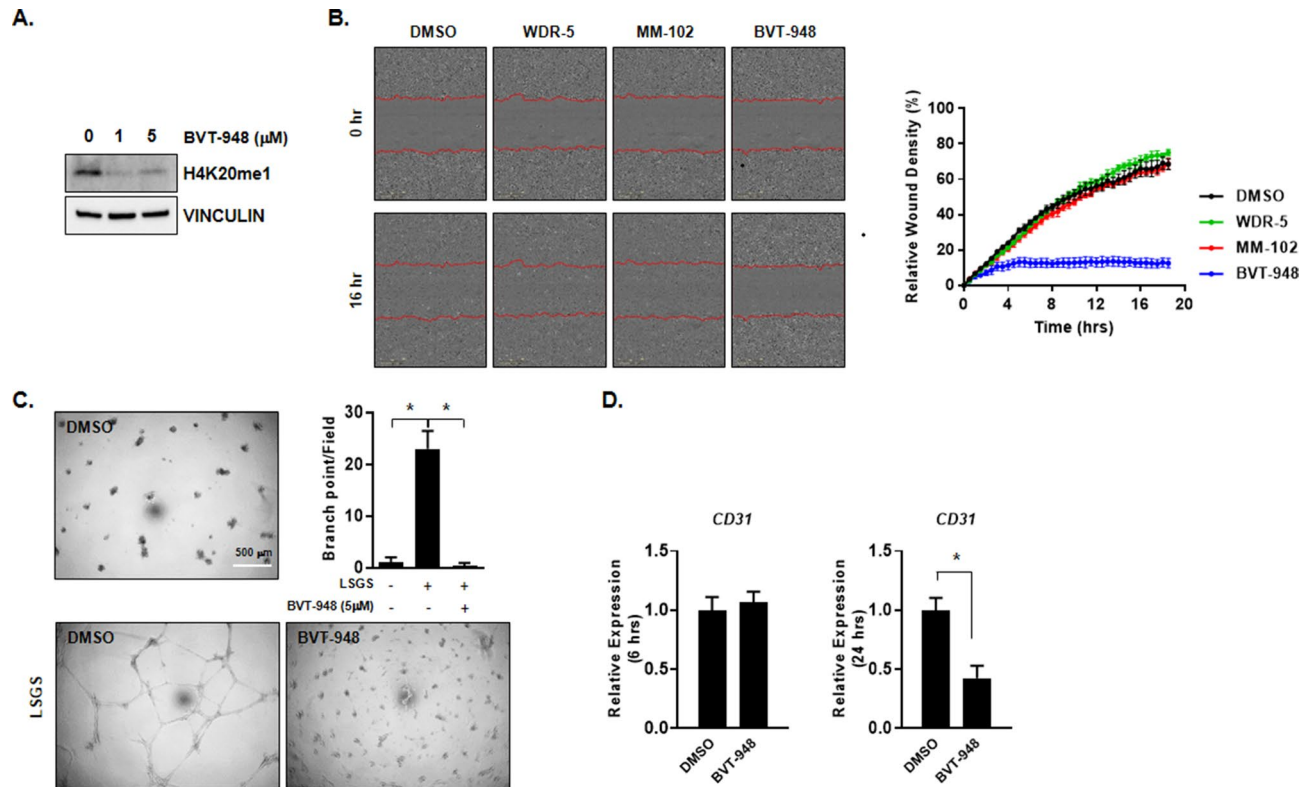 A.
0 1 5 BVT-948 (μM)
H4K20me1
VINCULIN
B.
DMSO WDR-5 MM-102 BVT-948
0 hr
16 hr
Relative Wound Density (%)
100
80
60
40
20
0
0 4 8 12 16 20
Time (hrs)
DMSO
WDR-5
MM-102
BVT-948
C.
DMSO
500 μm
Branch point/Field
30
20
10
0
* *
LSGS - + +
BVT-948 (5μM) - - +
LSGS
DMSO
BVT-948
D.
CD31
Relative Expression
(6 hrs)
1.5
1.0
0.5
0.0
DMSO
BVT-948
CD31
Relative Expression
(24 hrs)
1.5
1.0
0.5
0.0
*
DMSO
BVT-948